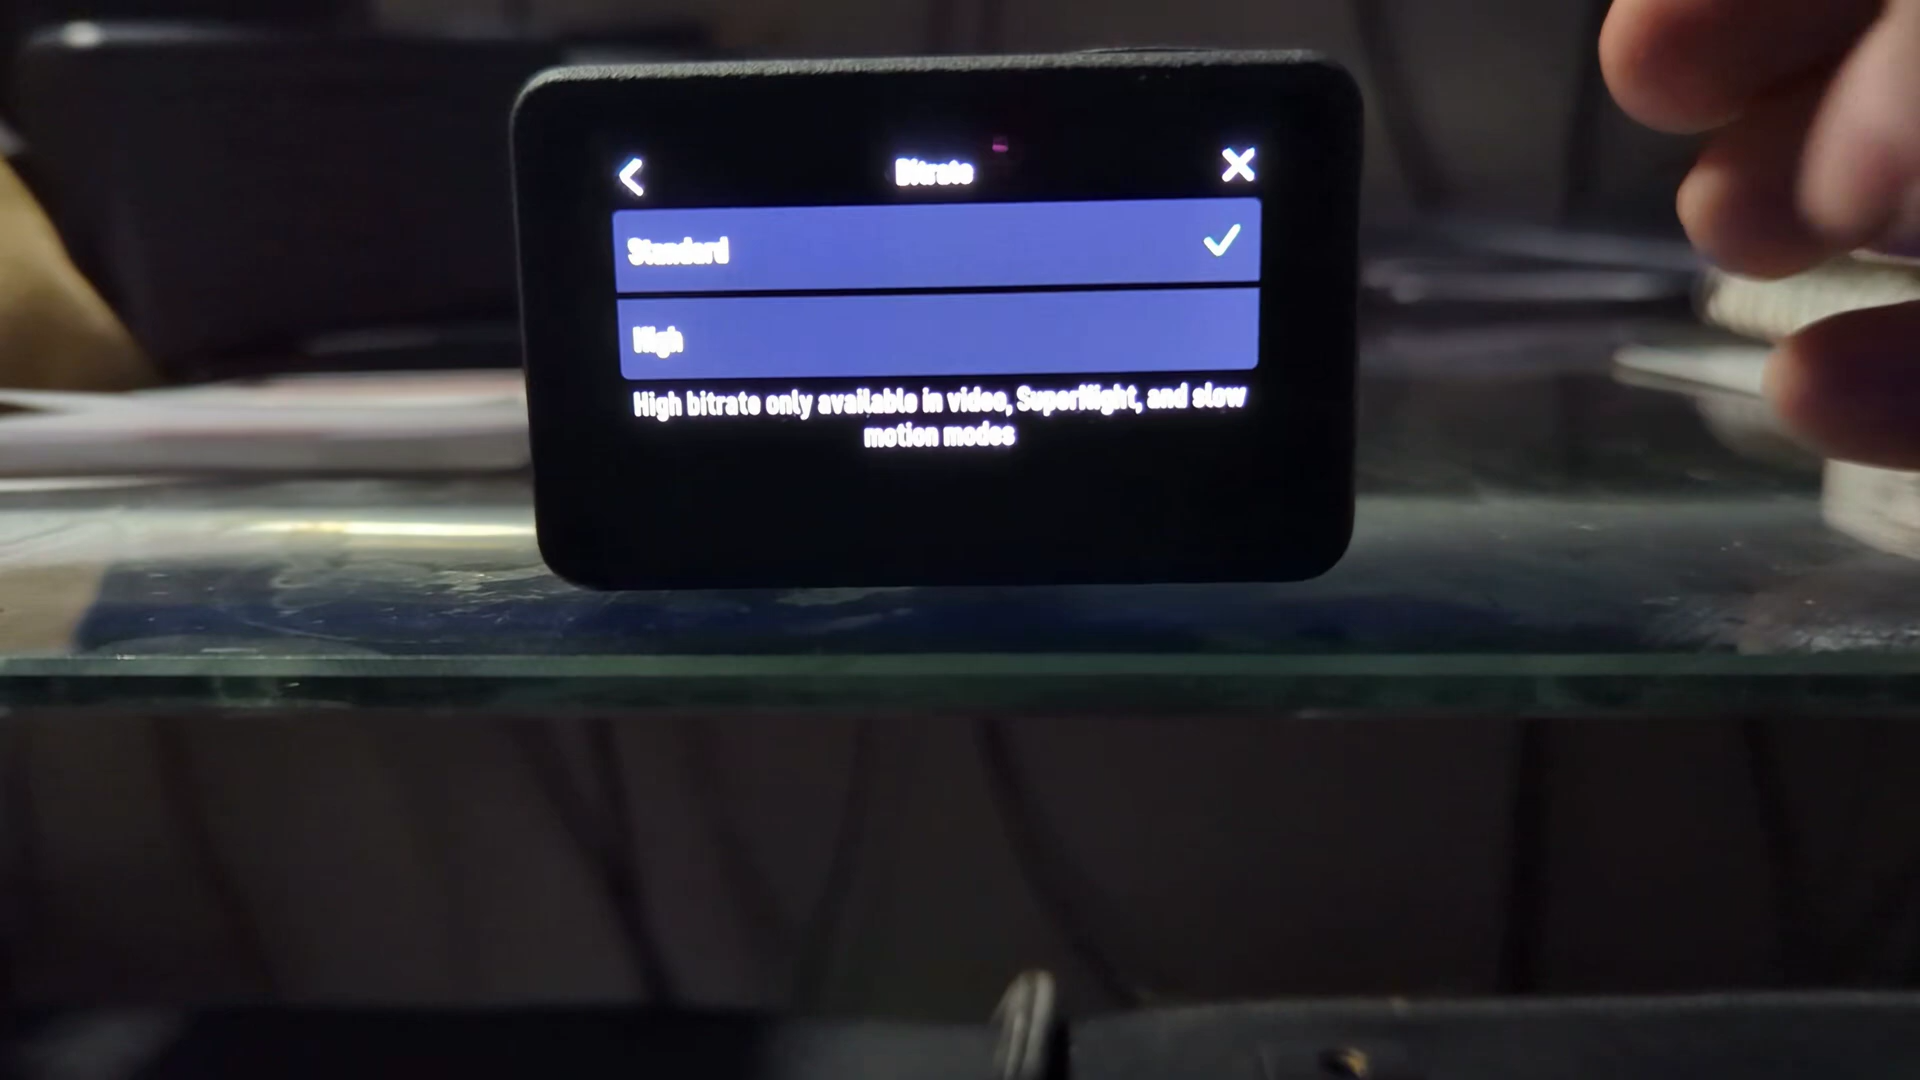 Bitrate
Standard
High
High bitrate only available in video, SuperNight, and slow
motion modes